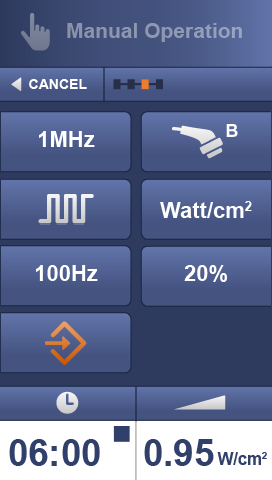 Manual Operation
CANCEL
1MHz
B
Watt/cm²
100Hz
20%
06:00
0.95 W/cm²